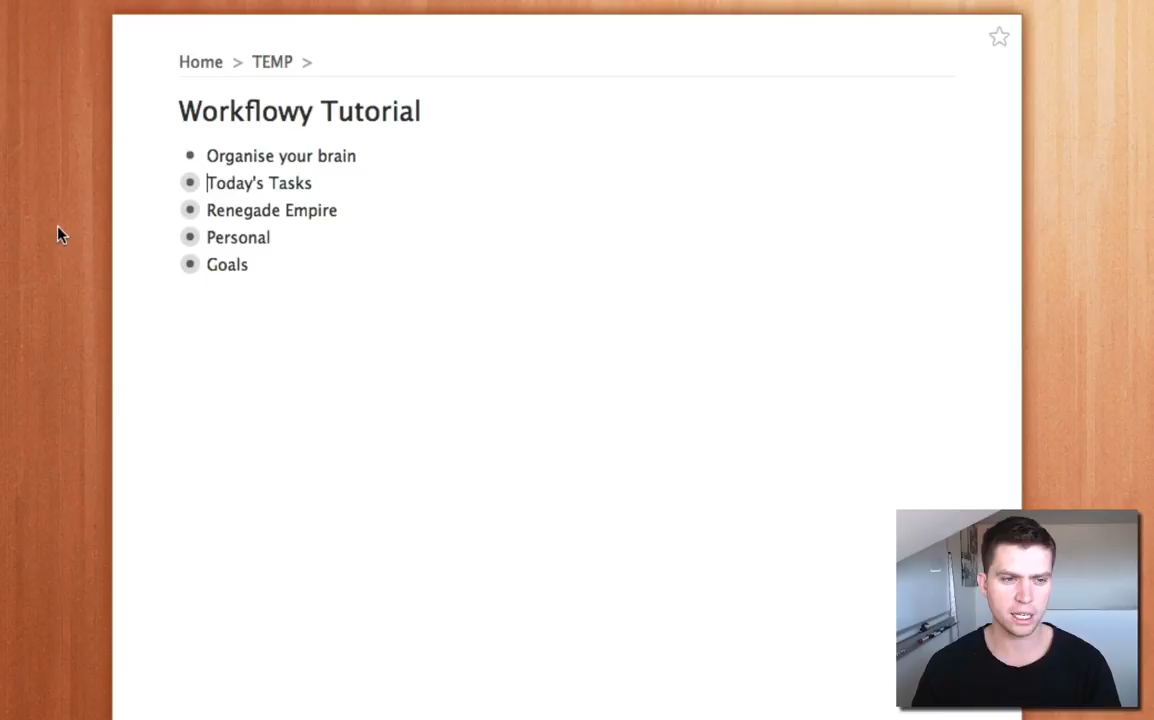 Home > TEMP >
Workflowy Tutorial
Organise your brain
Today's Tasks
Renegade Empire
Personal
Goals